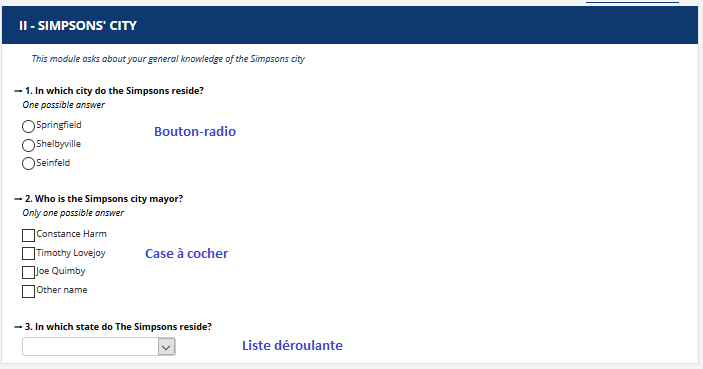 II - SIMPSONS' CITY
This module asks about your general knowledge of the Simpsons city
→ 1. In which city do the Simpsons reside?
One possible answer
Springfield
Bouton-radio
Shelbyville
Seinfeld
→ 2. Who is the Simpsons city mayor?
Only one possible answer
Constance Harm
Timothy Lovejoy
Case à cocher
Joe Quimby
Other name
→ 3. In which state do The Simpsons reside?
Liste déroulante